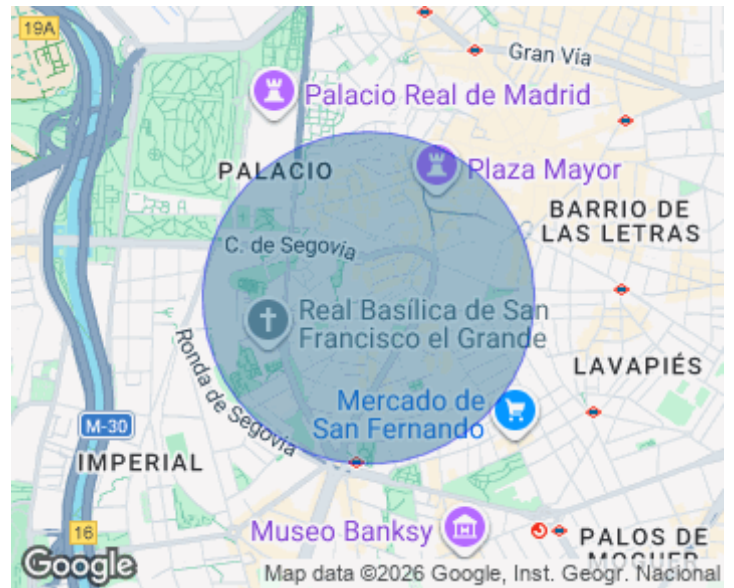 19A
Gran Vía
Palacio Real de Madrid
PALACIO
Plaza Mayor
BARRIO DE
LAS LETRAS
C. de Segovia
Real Basílica de San
Francisco el Grande
Ronda de Segovia
LAVAPIÉS
Mercado de
San Fernando
M-30
IMPERIAL
16
Museo Banksy
PALOS DE
MOGUER
Google
Map data ©2026 Google, Inst. Geogr. Nacional